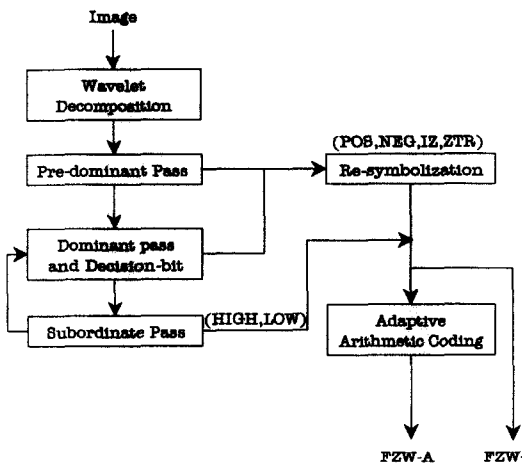 Image
Wavelet
Decomposition
(POS,NEG,IZ,ZTR)
Pre-dominant Pass
Re-symbolization
Dominant pass
and Decision-bit
(HIGH,LOW)
Subordinate Pass
Adaptive
Arithmetic Coding
FZW-A
FZW-